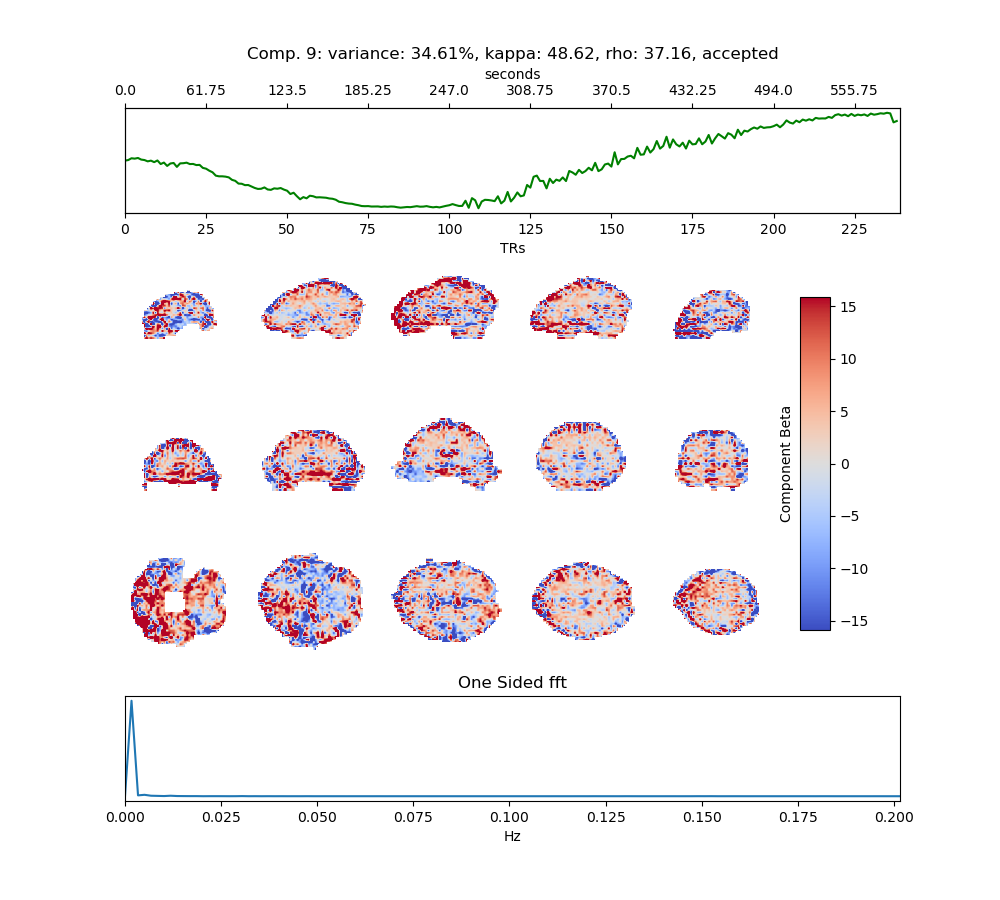 Comp. 9: variance: 34.61%, kappa: 48.62, rho: 37.16, accepted
seconds
0.0 61.75 123.5 185.25 247.0 308.75 370.5 432.25 494.0 555.75
0 25 50 75 100 125 150 175 200 225
TRs
15
10
5
0
−5
−10
−15
Component Beta
One Sided fft
0.000 0.025 0.050 0.075 0.100 0.125 0.150 0.175 0.200
Hz